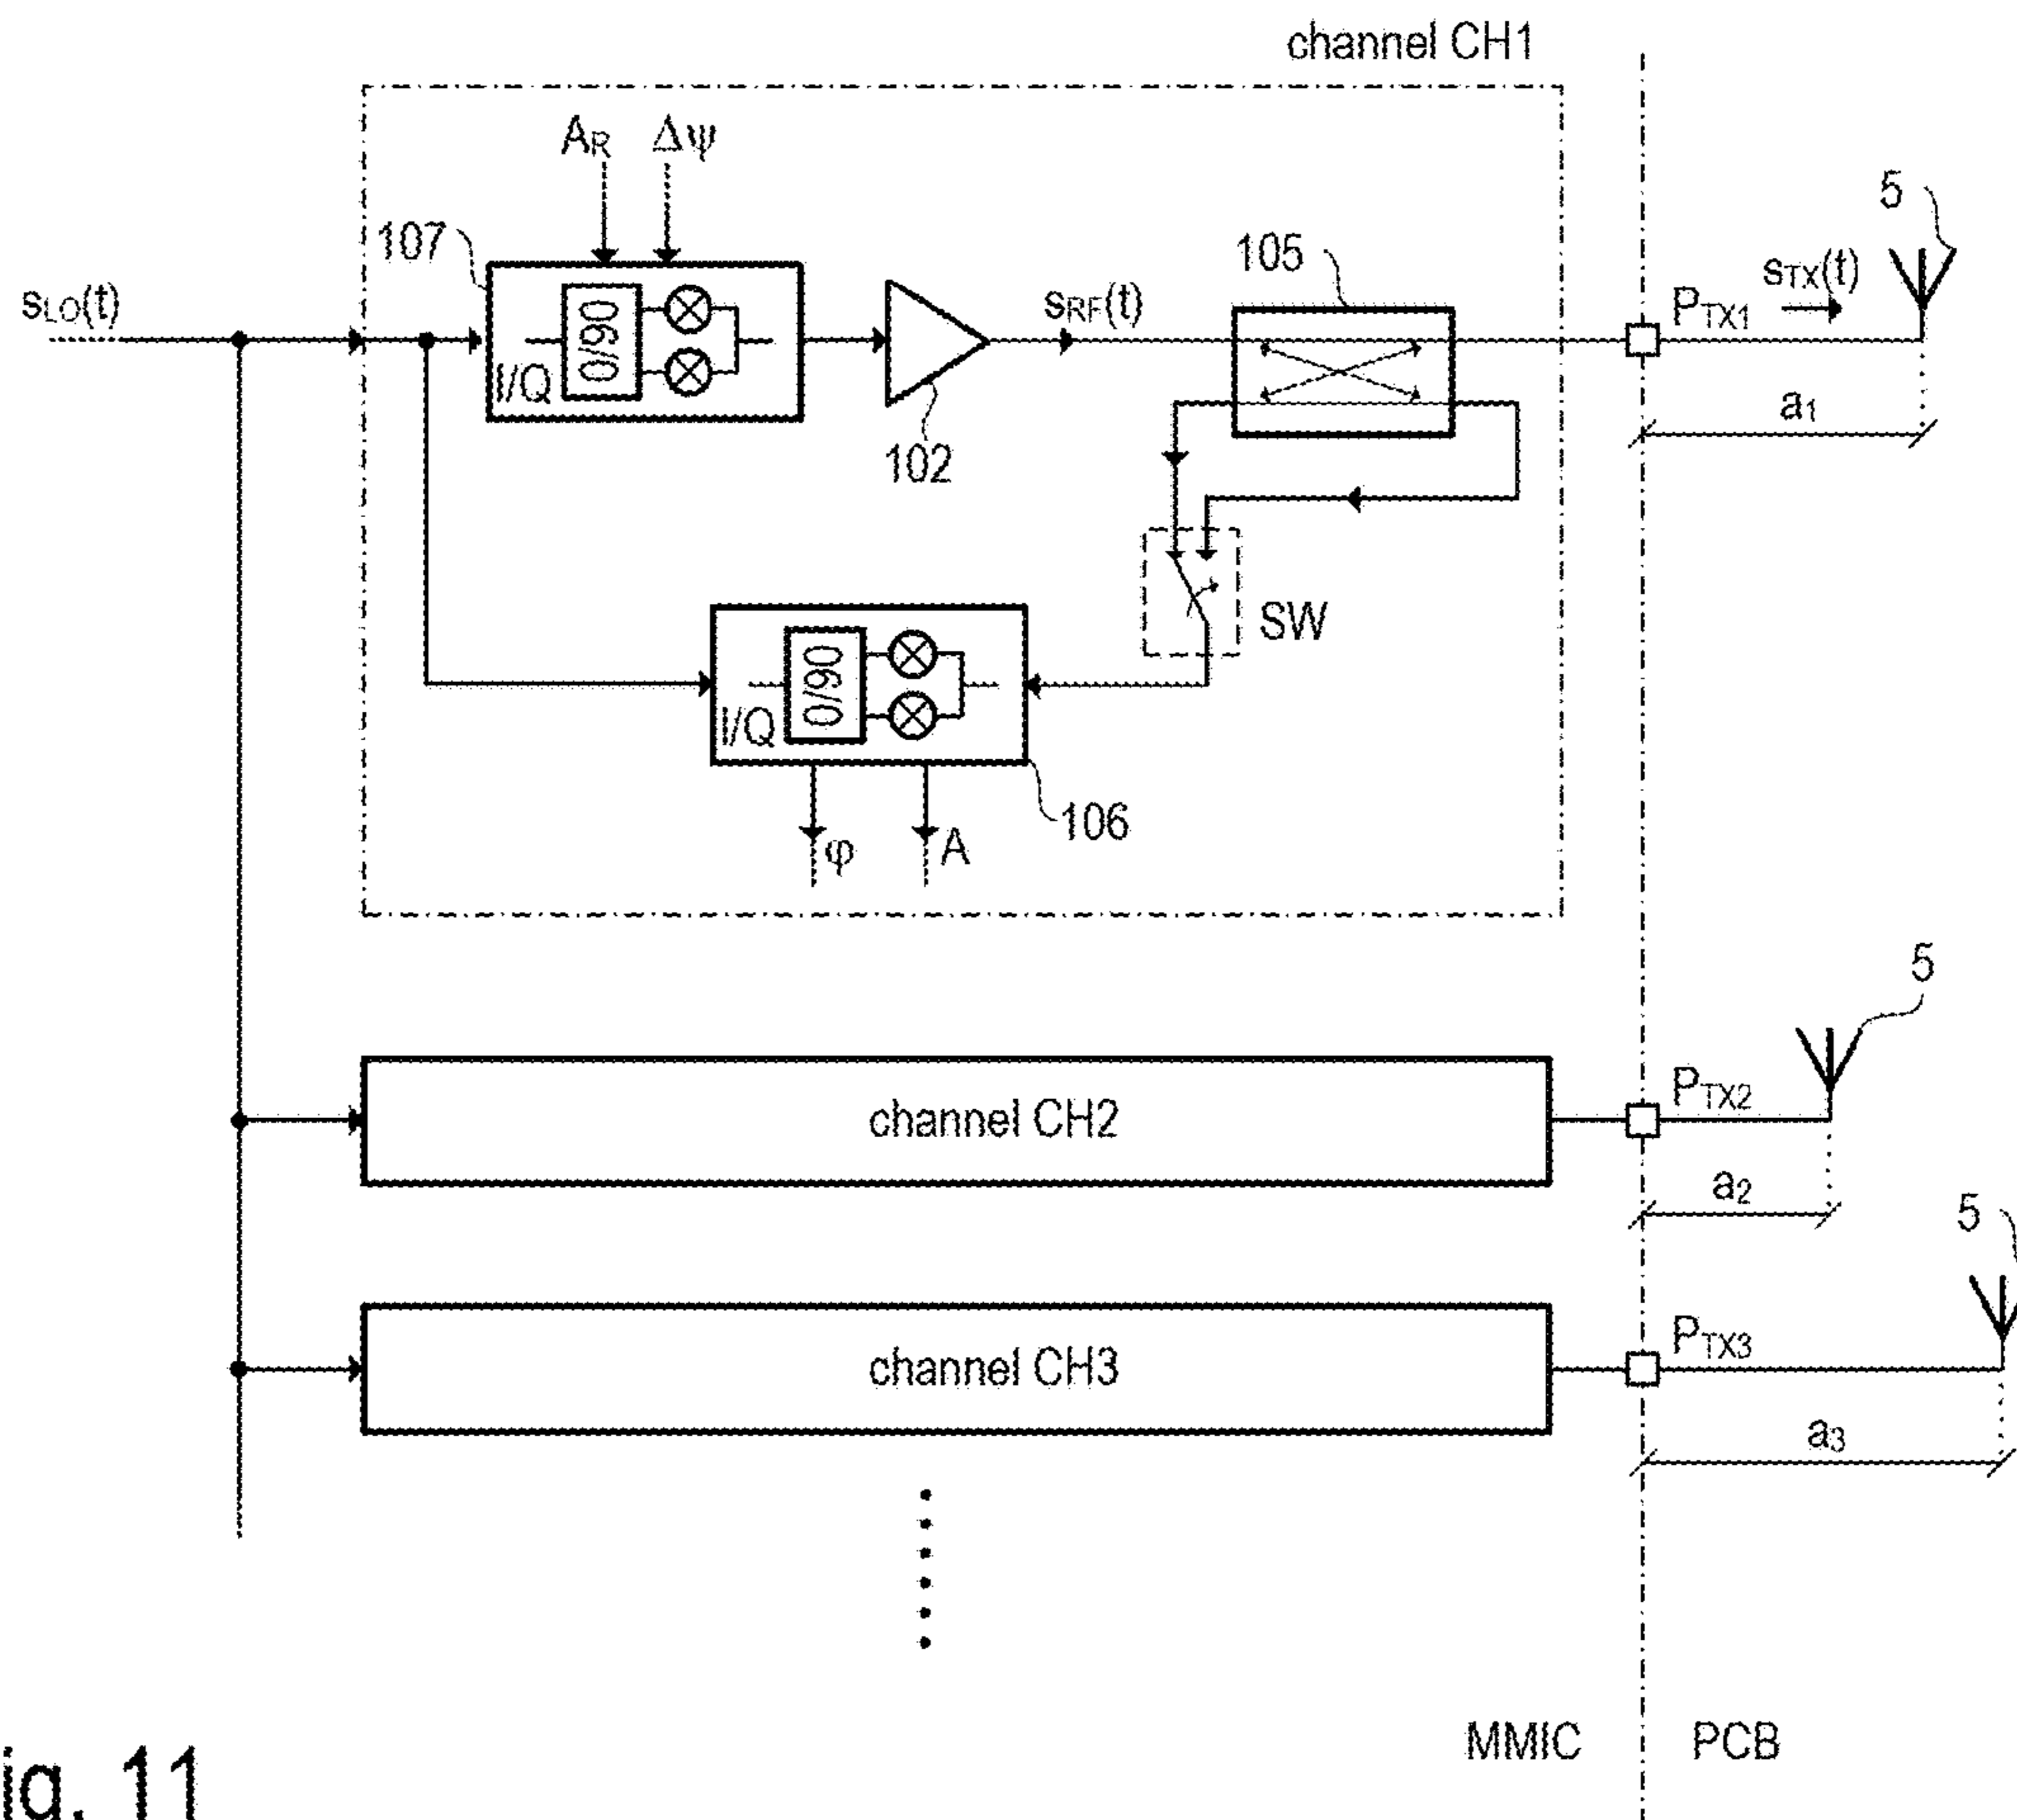 channel CH1
AR Δψ
107
sLO(t)
I/Q
0/90
102
sRF(t)
105
PTX1
sTX(t)
5
a1
SW
I/Q
0/90
106
φ
A
5
channel CH2
PTX2
a2
5
channel CH3
PTX3
a3
MMIC
PCB
ig. 11